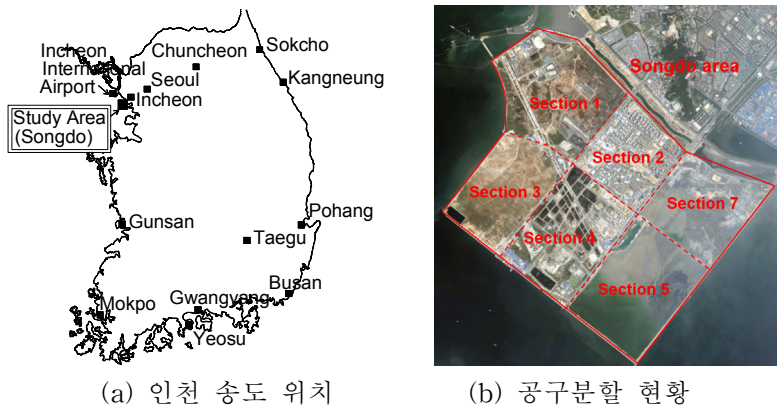 Incheon
International
Airport
Chuncheon
Sokcho
Seoul
Kangneung
Incheon
Study Area
(Songdo)
Gunsan
Pohang
Taegu
Busan
Gwangyang
Mokpo
Yeosu
(a) 인천 송도 위치
Songdo area
Section 1
Section 2
Section 3
Section 7
Section 4
Section 5
(b) 공구분할 현황